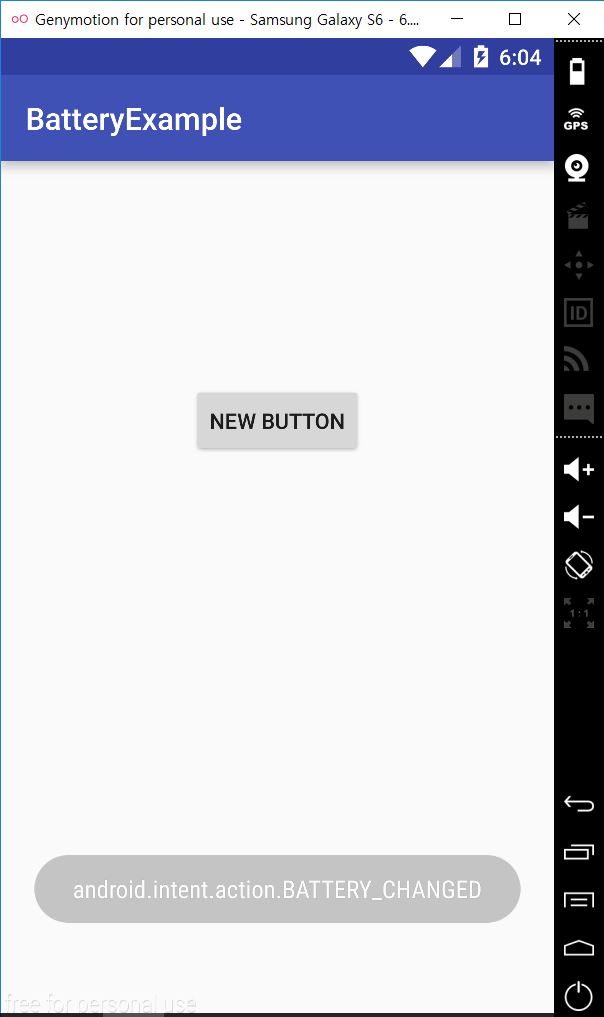 Genymotion for personal use - Samsung Galaxy S6 - 6....
6:04
BatteryExample
GPS
ID
NEW BUTTON
1:1
android.intent.action.BATTERY_CHANGED
free for personal use